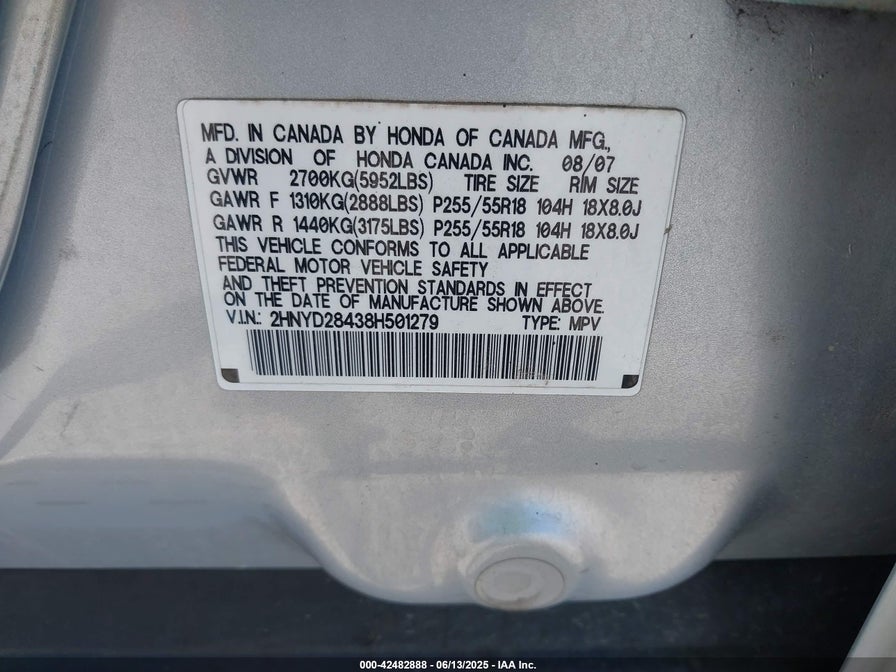 MFD. IN CANADA BY HONDA OF CANADA MFG.,
A DIVISION OF HONDA CANADA INC. 08/07
GVWR 2700KG(5952LBS) TIRE SIZE RIM SIZE
GAWR F 1310KG(2888LBS) P255/55R18 104H 18X8.0J
GAWR R 1440KG(3175LBS) P255/55R18 104H 18X8.0J
THIS VEHICLE CONFORMS TO ALL APPLICABLE
FEDERAL MOTOR VEHICLE SAFETY
AND THEFT PREVENTION STANDARDS IN EFFECT
ON THE DATE OF MANUFACTURE SHOWN ABOVE.
V.I.N.: 2HNYD28438H501279 TYPE: MPV
000-42482888 - 06/13/2025 - IAA Inc.